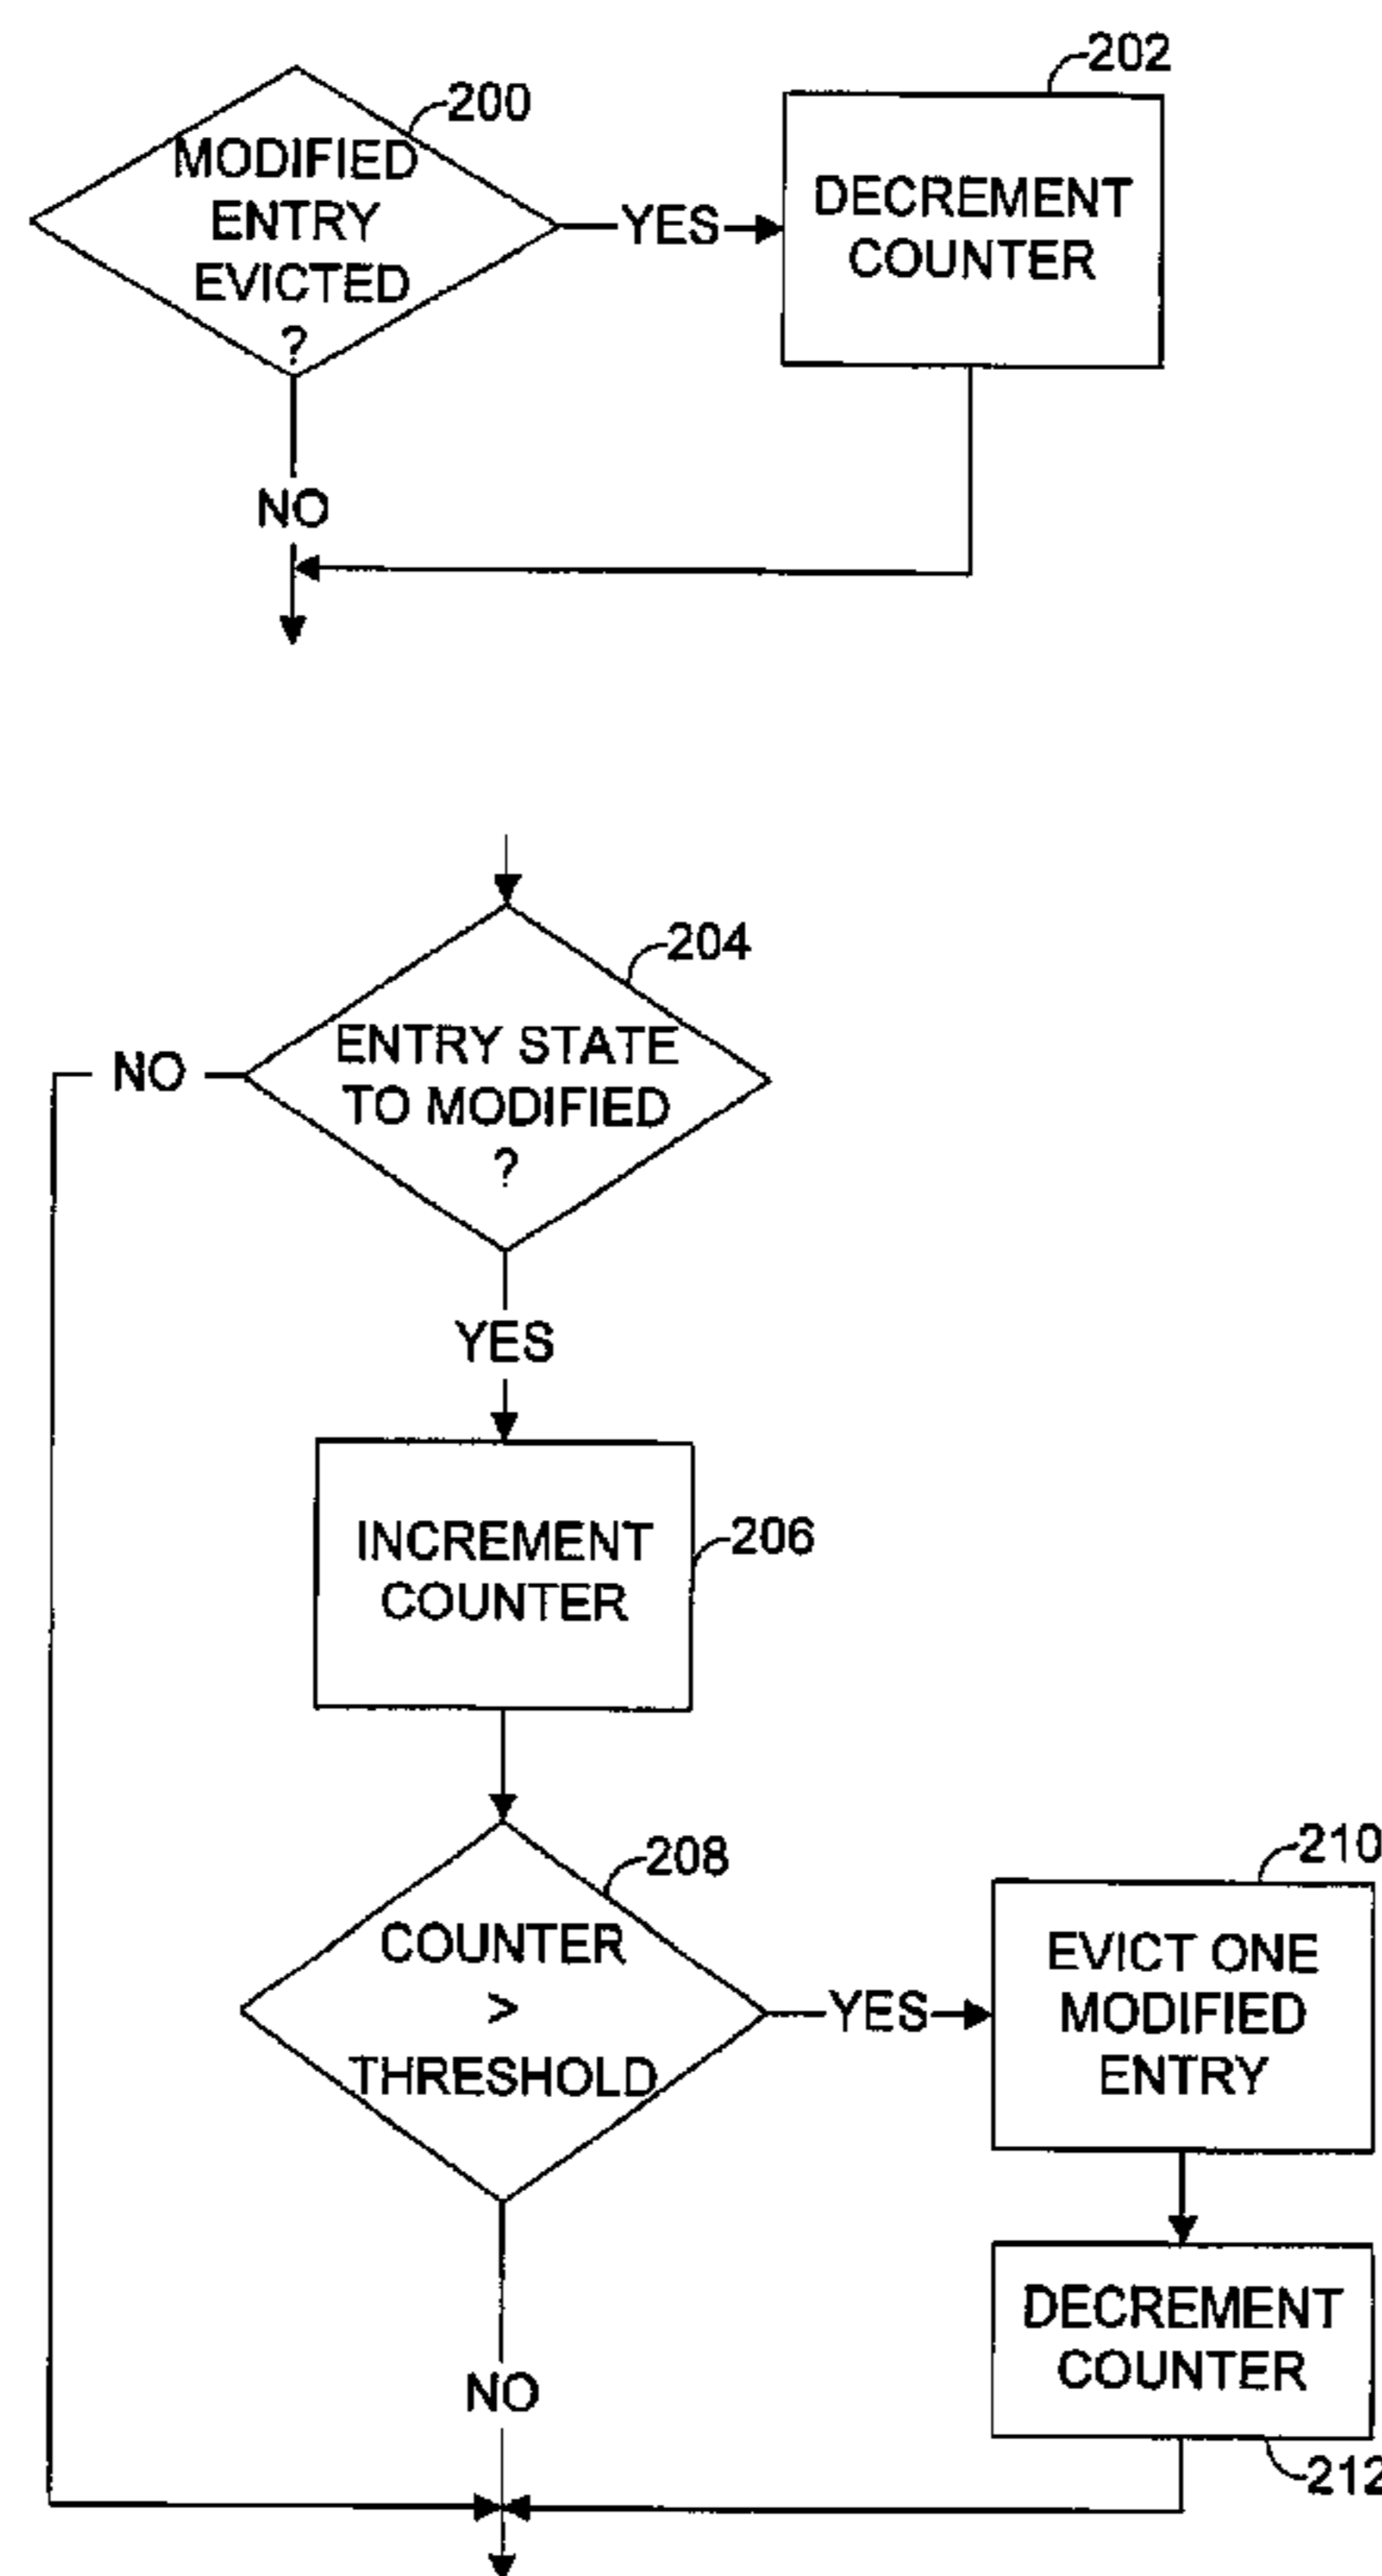 202
200
MODIFIED
ENTRY
EVICTED
?
YES
DECREMENT
COUNTER
NO
204
ENTRY STATE
TO MODIFIED
?
NO
YES
INCREMENT
COUNTER
206
208
COUNTER
>
THRESHOLD
YES
210
EVICT ONE
MODIFIED
ENTRY
DECREMENT
COUNTER
NO
212